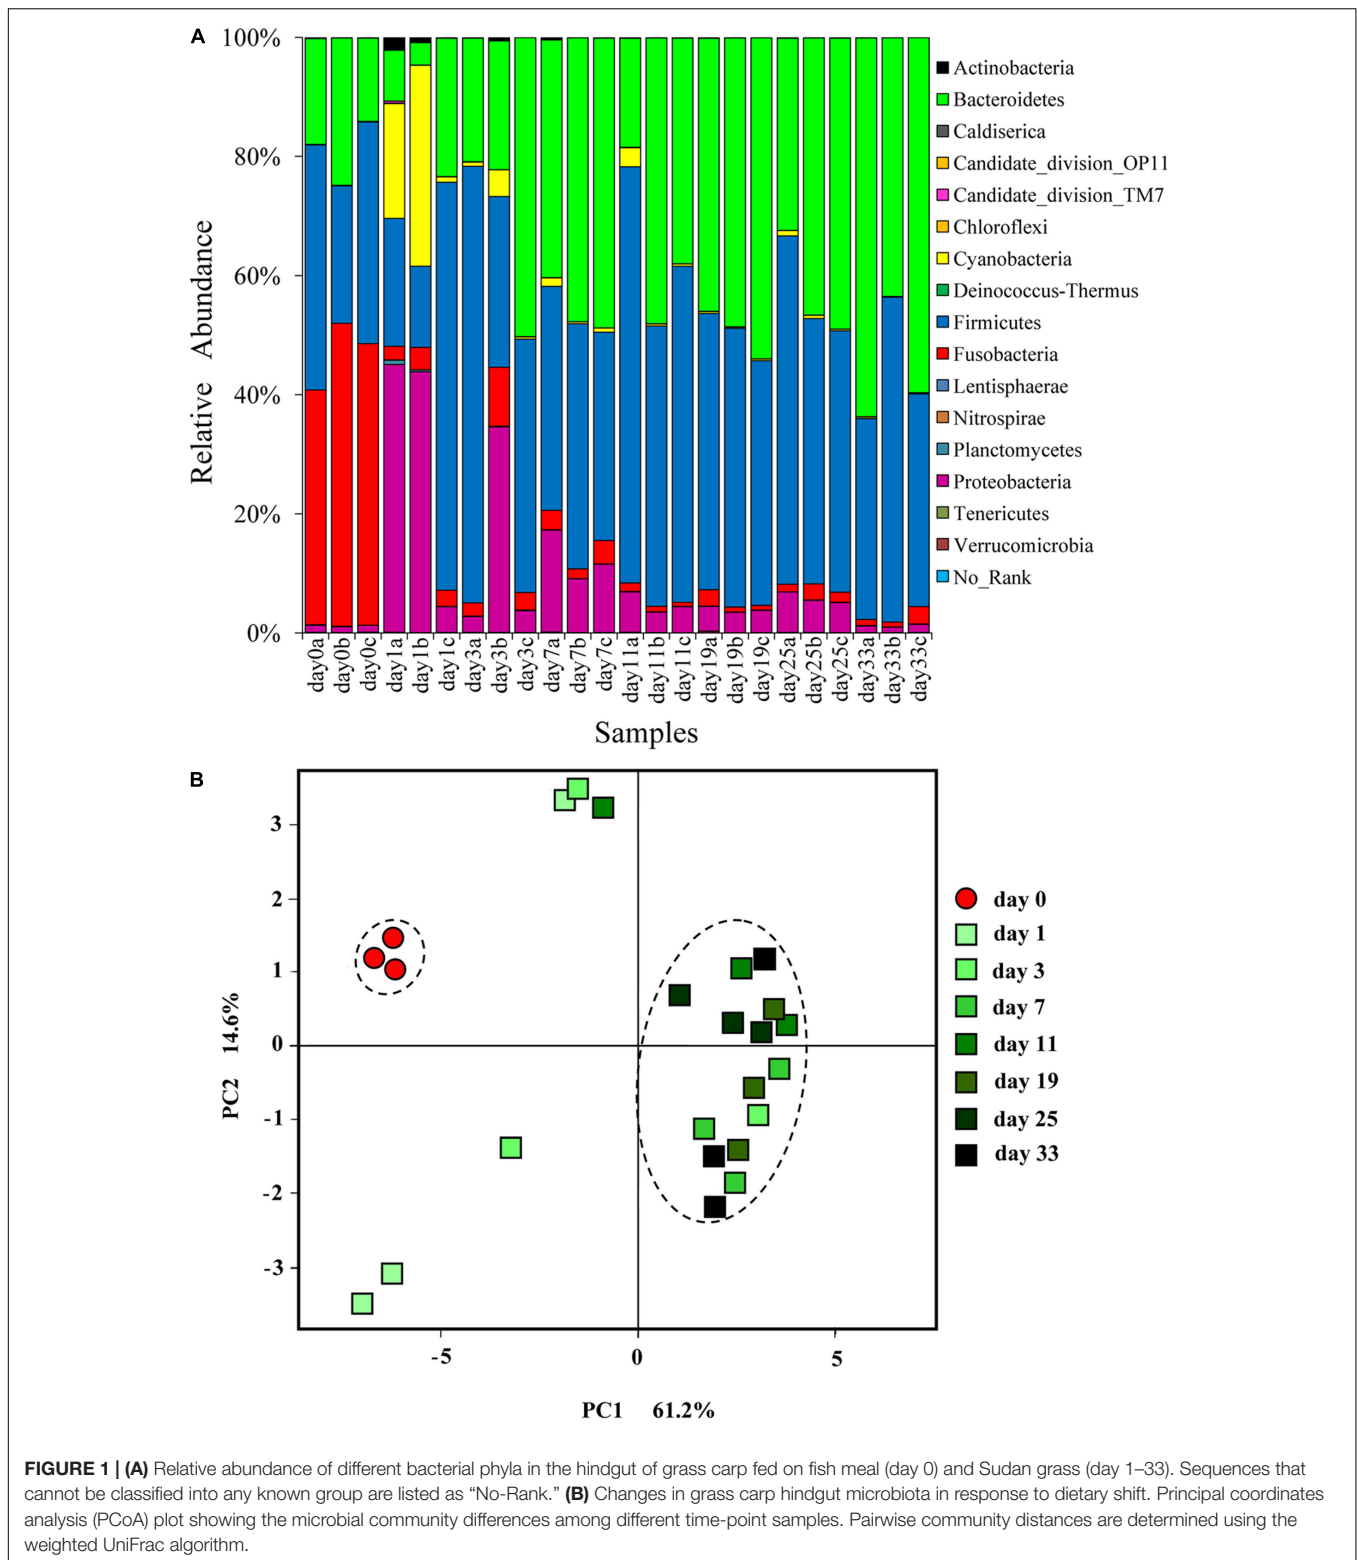 A
100%
80%
60%
40%
20%
0%
Relative Abundance
Actinobacteria
Bacteroidetes
Caldiserica
Candidate_division_OP11
Candidate_division_TM7
Chloroflexi
Cyanobacteria
Deinococcus-Thermus
Firmicutes
Fusobacteria
Lentisphaerae
Nitrospirae
Planctomycetes
Proteobacteria
Tenericutes
Verrucomicrobia
No_Rank
day0a
day0b
day0c
day1a
day1b
day1c
day3a
day3b
day3c
day7a
day7b
day7c
day11a
day11b
day11c
day19a
day19b
day19c
day25a
day25b
day25c
day33a
day33b
day33c
Samples
B
3
2
1
0
-1
-2
-3
PC2 14.6%
-5 0 5
PC1 61.2%
day 0
day 1
day 3
day 7
day 11
day 19
day 25
day 33
FIGURE 1 | (A) Relative abundance of different bacterial phyla in the hindgut of grass carp fed on fish meal (day 0) and Sudan grass (day 1–33). Sequences that
cannot be classified into any known group are listed as “No-Rank.” (B) Changes in grass carp hindgut microbiota in response to dietary shift. Principal coordinates
analysis (PCoA) plot showing the microbial community differences among different time-point samples. Pairwise community distances are determined using the
weighted UniFrac algorithm.